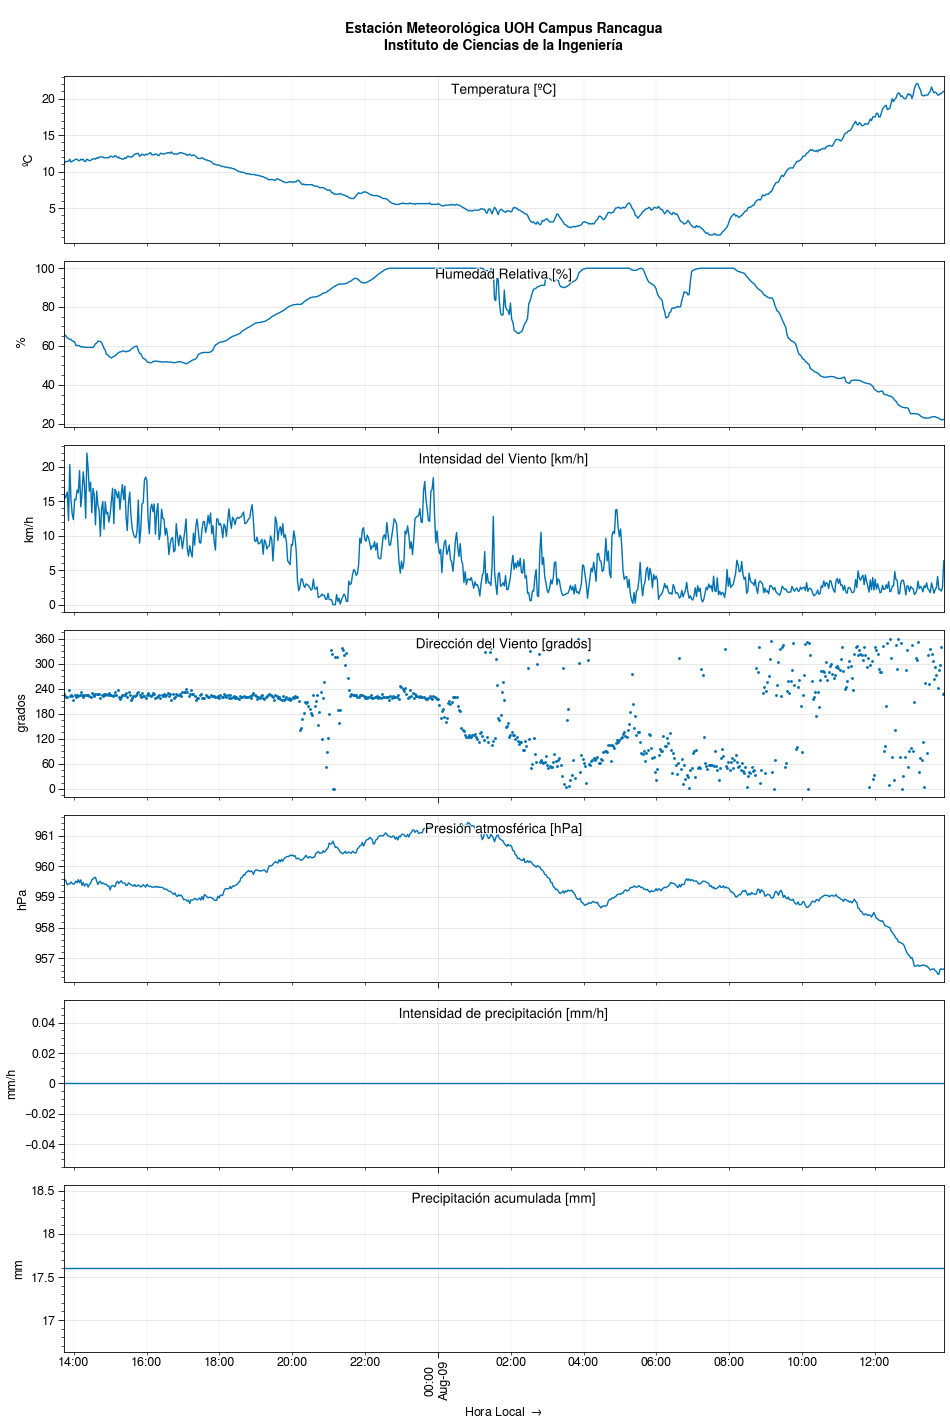 Estación Meteorológica UOH Campus Rancagua
Instituto de Ciencias de la Ingeniería
Temperatura [ºC]
20
15
10
5
ºC
Humedad Relativa [%]
100
80
60
40
20
%
Intensidad del Viento [km/h]
20
15
10
5
0
km/h
Dirección del Viento [grados]
360
300
240
180
120
60
0
grados
Presión atmosférica [hPa]
961
960
959
958
957
hPa
Intensidad de precipitación [mm/h]
0.04
0.02
0
−0.02
−0.04
mm/h
Precipitación acumulada [mm]
18.5
18
17.5
17
mm
14:00 16:00 18:00 20:00 22:00 00:00 02:00 04:00 06:00 08:00 10:00 12:00
Aug-09
Hora Local →